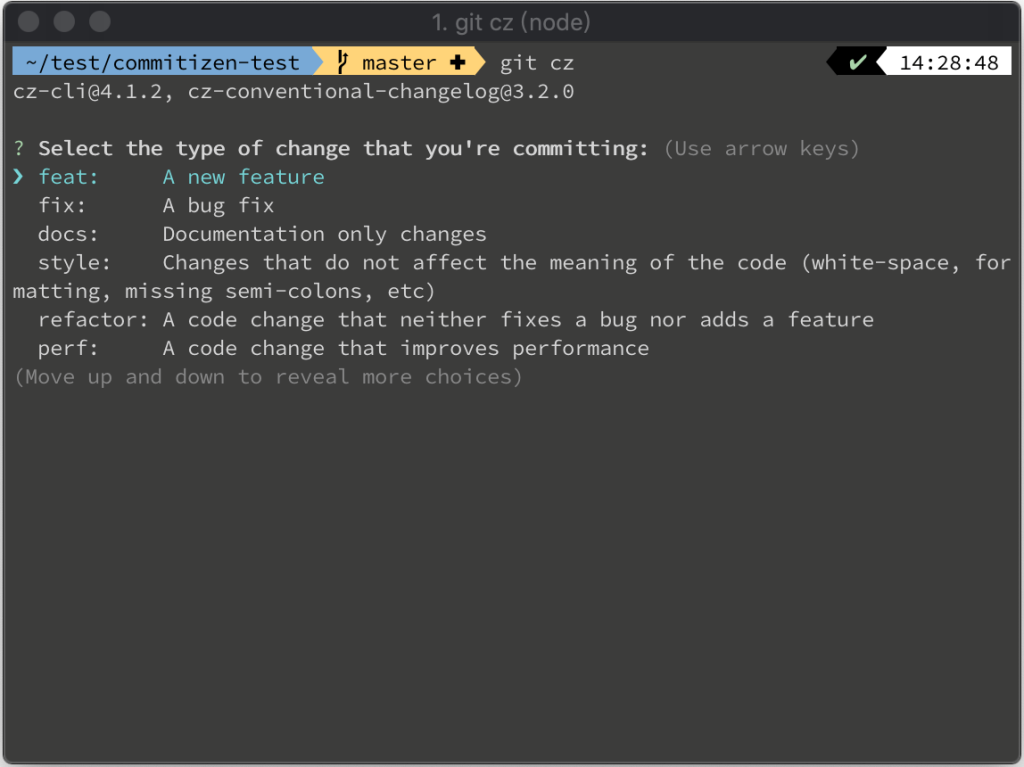 1. git cz (node)
~/test/commitizen-test master ✚ git cz ✔ 14:28:48
cz-cli@4.1.2, cz-conventional-changelog@3.2.0
? Select the type of change that you're committing: (Use arrow keys)
❯ feat:     A new feature
  fix:      A bug fix
  docs:     Documentation only changes
  style:    Changes that do not affect the meaning of the code (white-space, for
matting, missing semi-colons, etc)
  refactor: A code change that neither fixes a bug nor adds a feature
  perf:     A code change that improves performance
(Move up and down to reveal more choices)